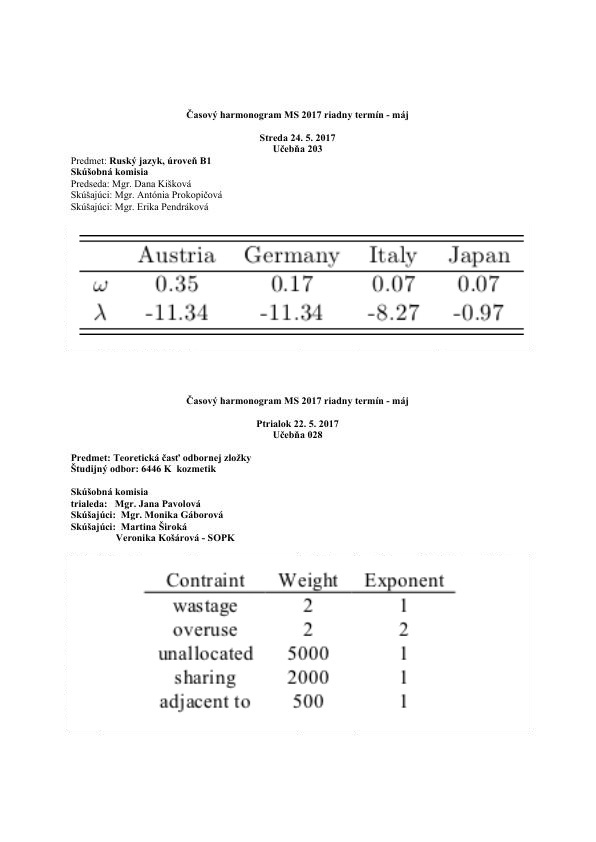 Časový harmonogram MS 2017 riadny termín - máj
Streda 24. 5. 2017
Učebňa 203
Predmet: Ruský jazyk, úroveň B1
Skúšobná komisia
Predseda: Mgr. Dana Kišková
Skúšajúci: Mgr. Antónia Prokopičová
Skúšajúci: Mgr. Erika Pendráková
Austria Germany Italy Japan
ω 0.35 0.17 0.07 0.07
λ -11.34 -11.34 -8.27 -0.97
Časový harmonogram MS 2017 riadny termín - máj
Ptrialok 22. 5. 2017
Učebňa 028
Predmet: Teoretická časť odbornej zložky
Študijný odbor: 6446 K kozmetik
Skúšobná komisia
trialeda: Mgr. Jana Pavolová
Skúšajúci: Mgr. Monika Gáborová
Skúšajúci: Martina Široká
Veronika Košárová - SOPK
Contraint Weight Exponent
wastage 2 1
overuse 2 2
unallocated 5000 1
sharing 2000 1
adjacent to 500 1